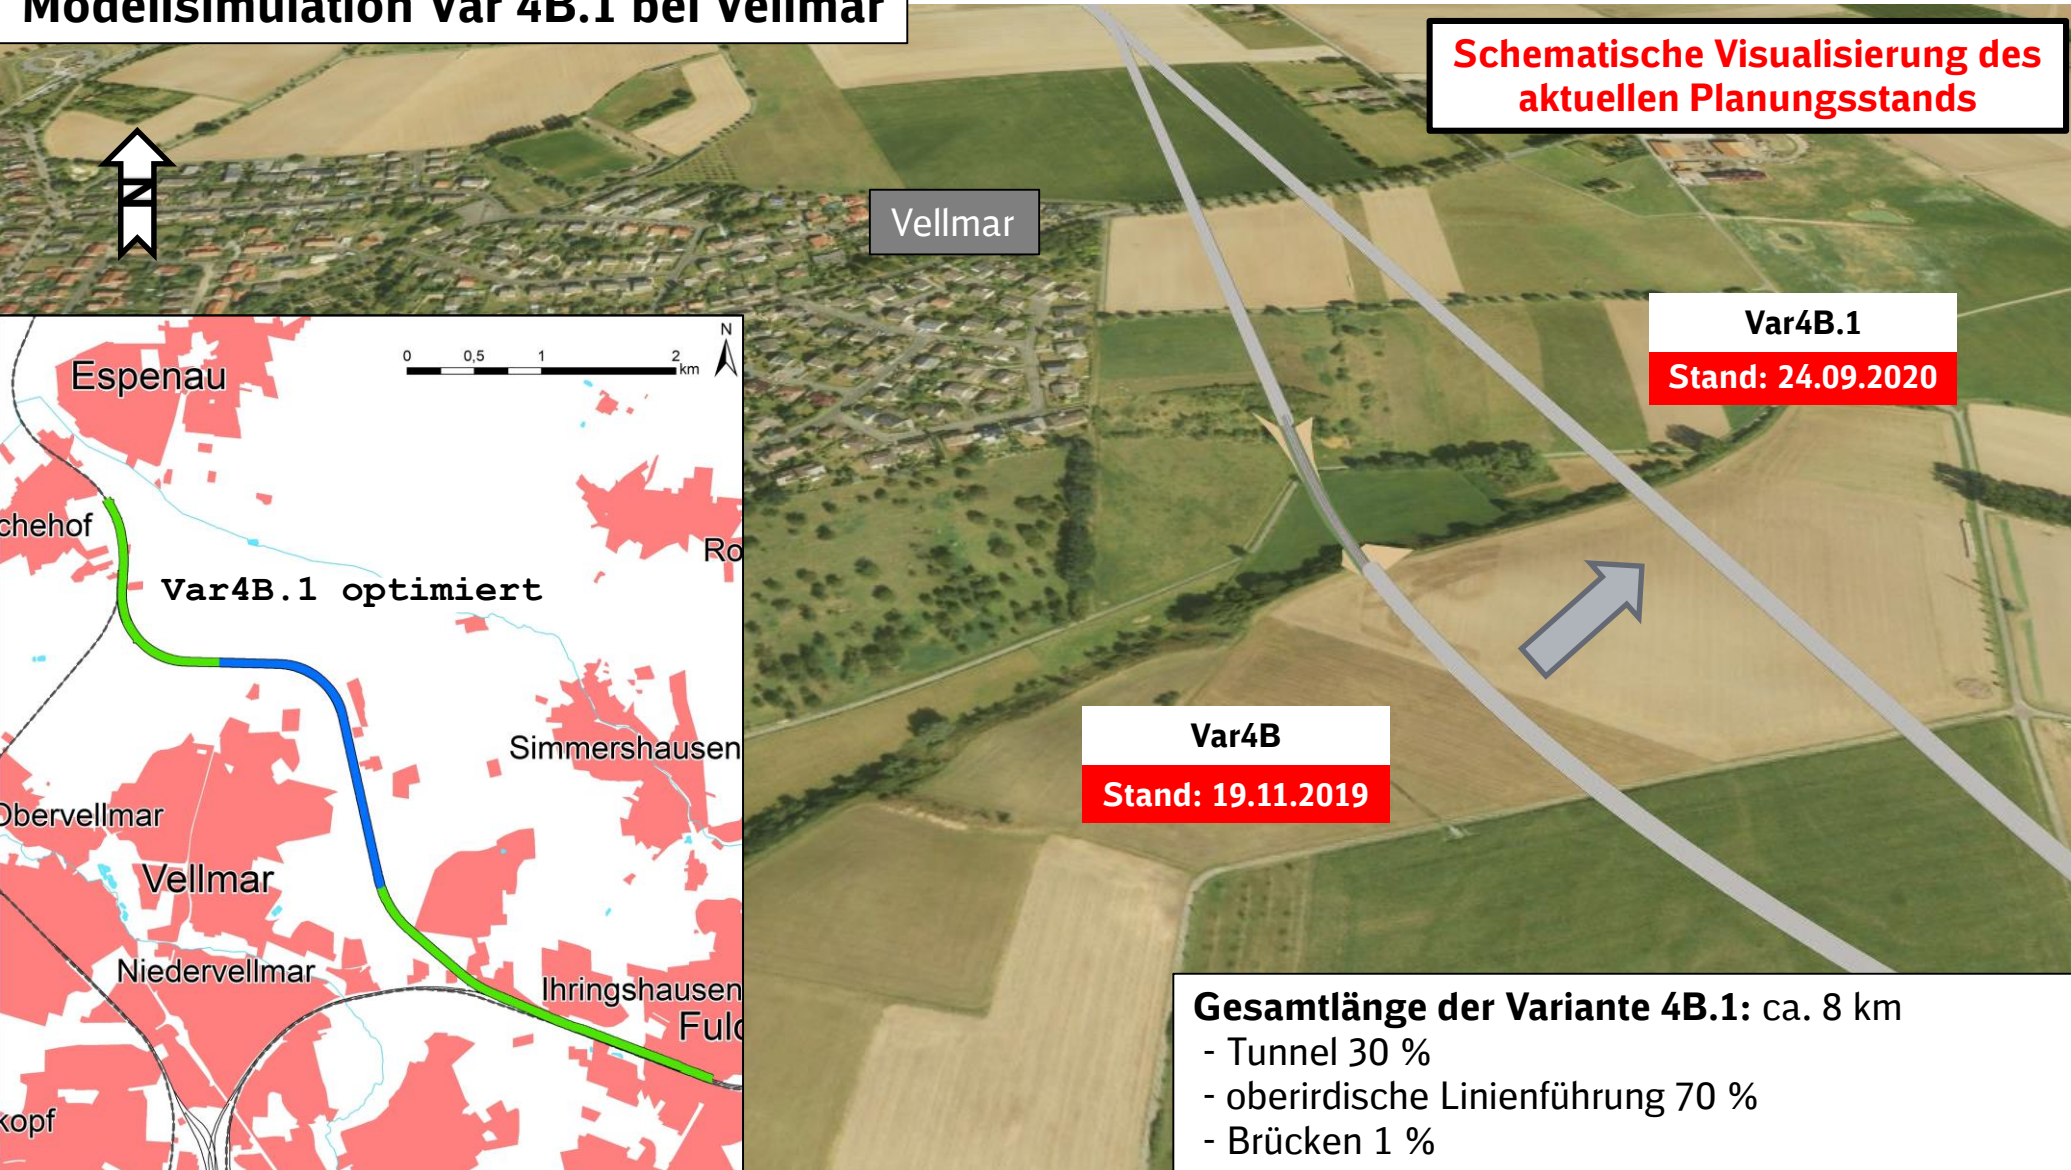 Modellsimulation Var 4B.1 bei Vellmar
Schematische Visualisierung des
aktuellen Planungsstands
N
Vellmar
Var4B.1
Stand: 24.09.2020
N
0 0,5 1 2
km
Espenau
chehof
Ro
Var4B.1 optimiert
Simmershausen
Obervellmar
Vellmar
Niedervellmar
Ihringshausen
Fuld
kopf
Var4B
Stand: 19.11.2019
Gesamtlänge der Variante 4B.1: ca. 8 km
- Tunnel 30 %
- oberirdische Linienführung 70 %
- Brücken 1 %